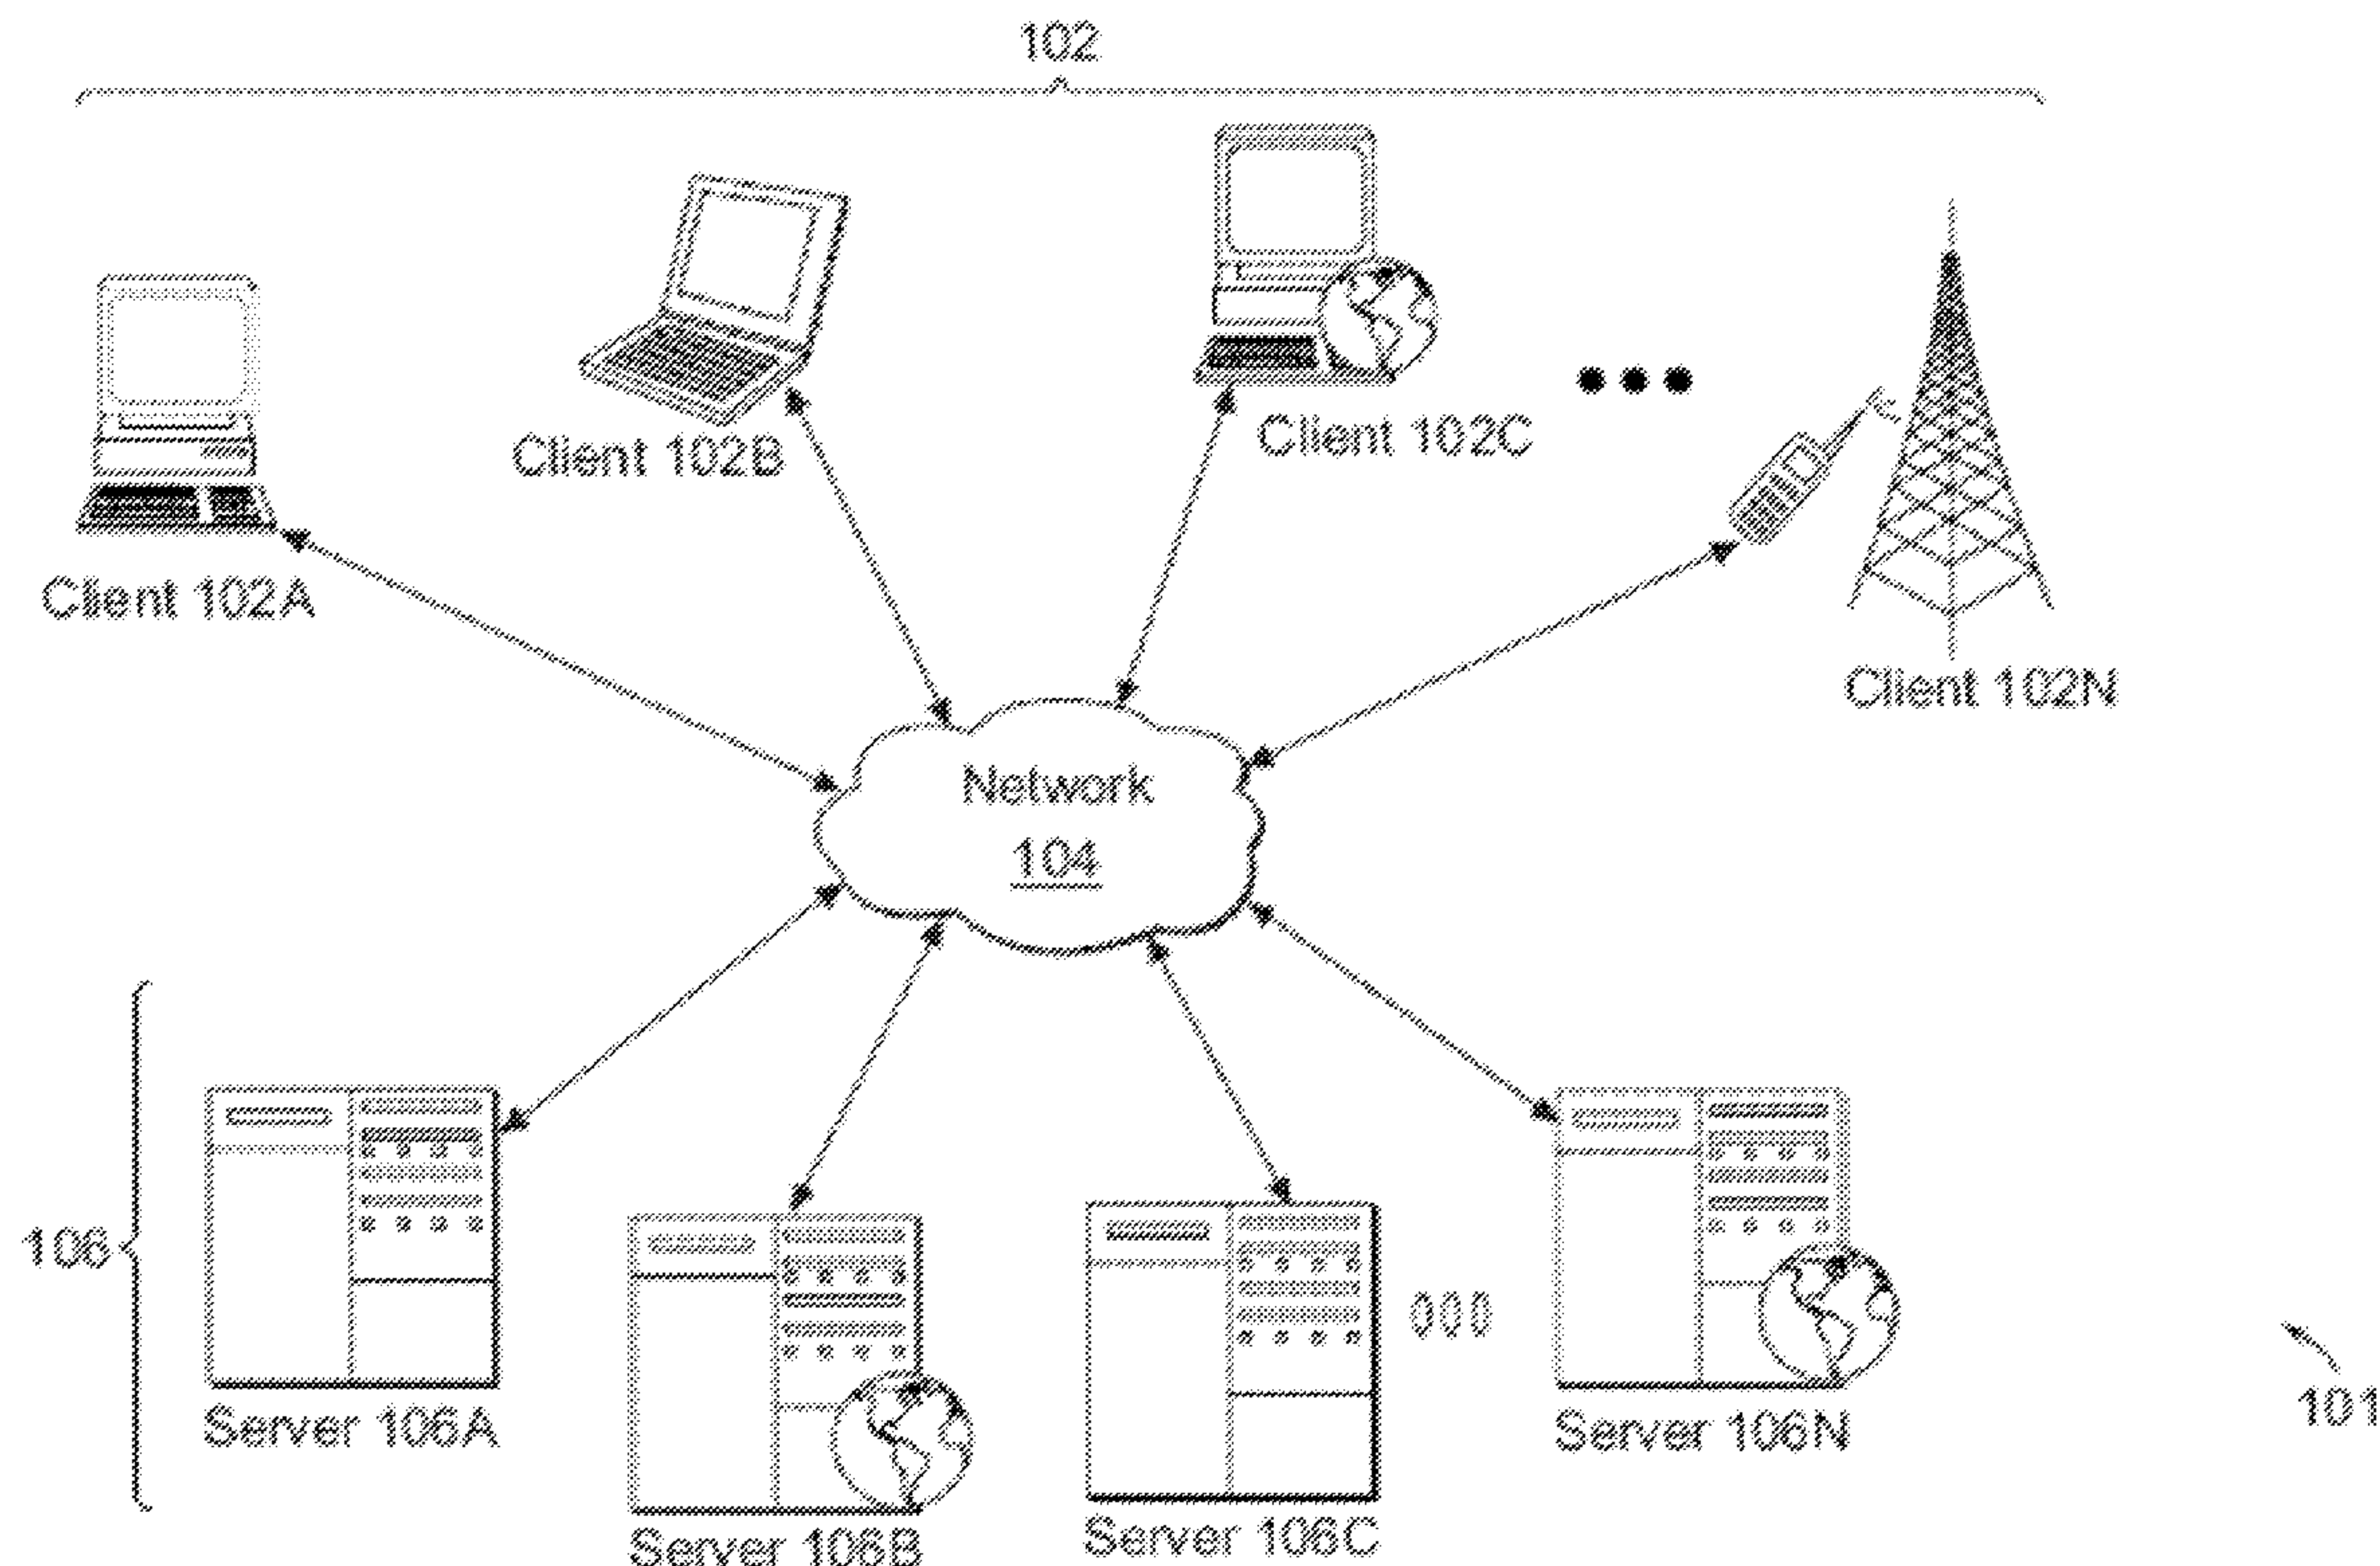 102
Client 102A
Client 102B
Client 102C
Client 102N
Network
104
106
Server 106A
Server 106B
Server 106C
Server 106N
101